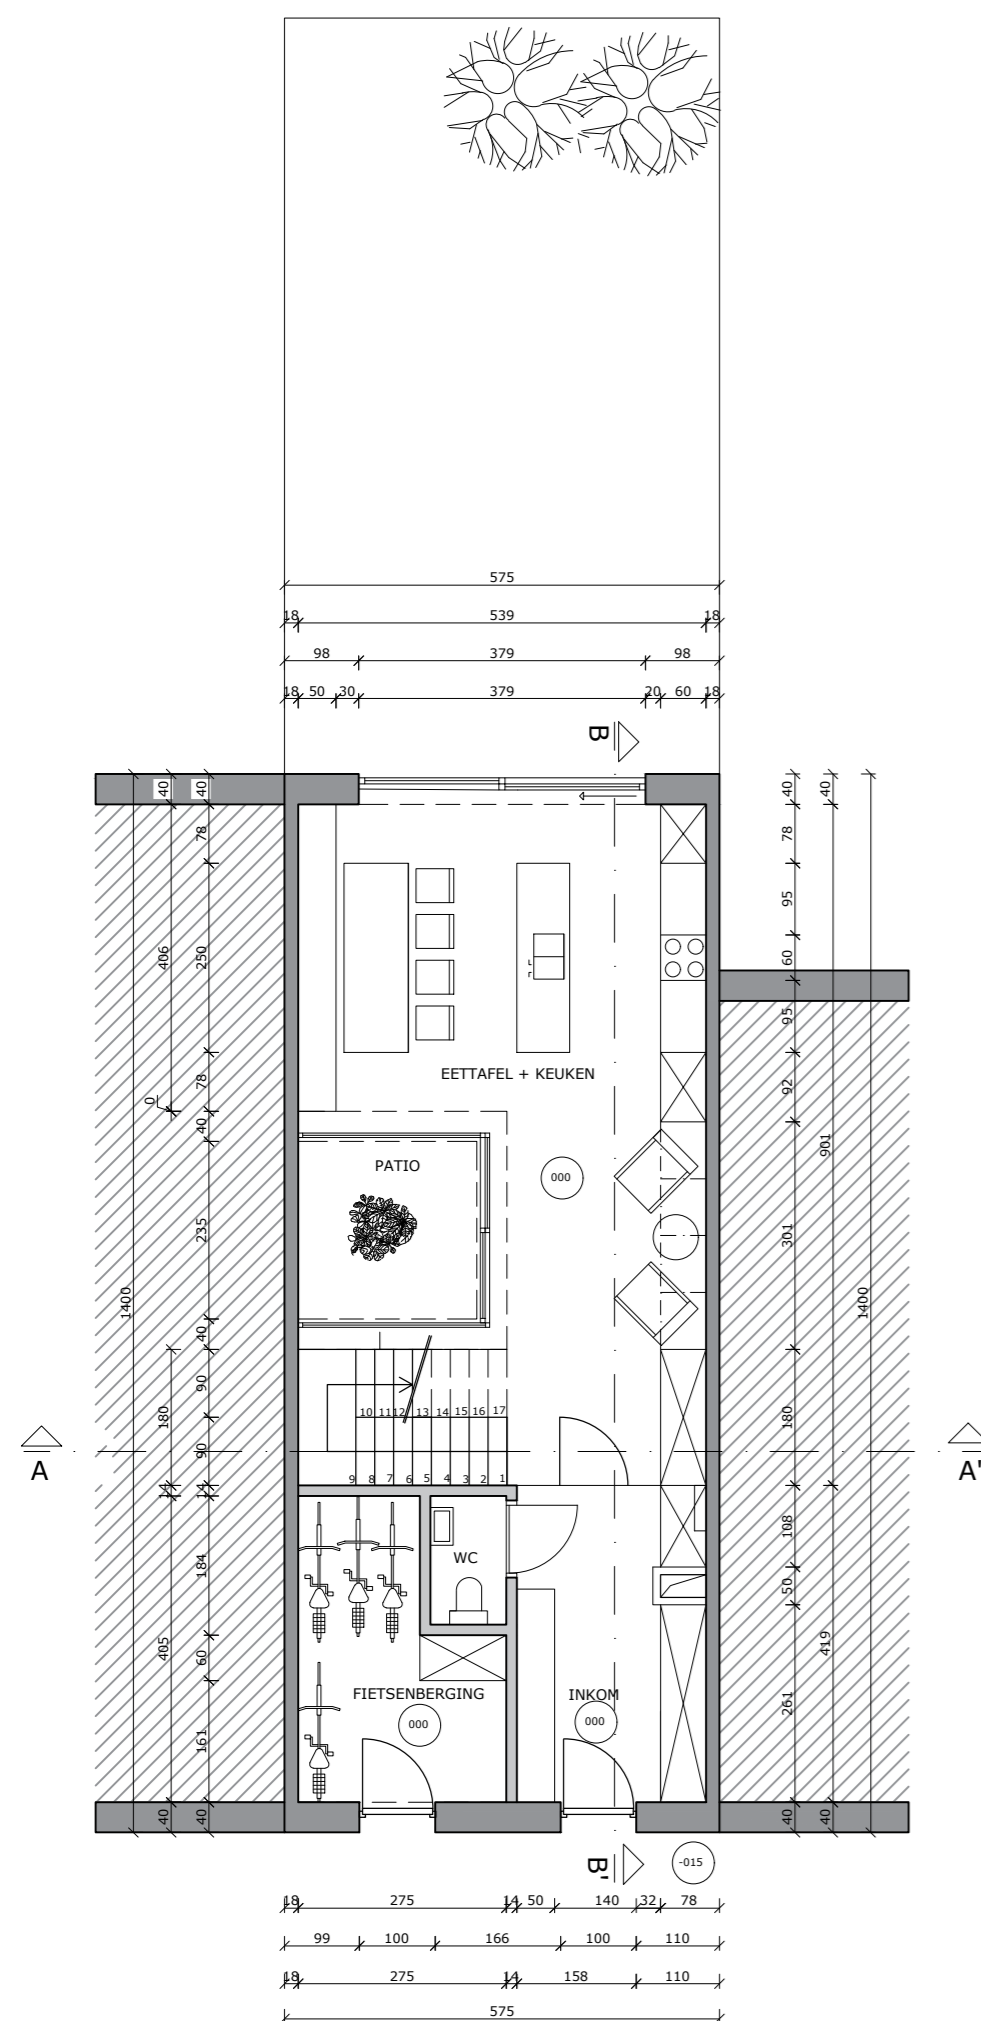 575
18 539 18
98 379 98
18 50 30 379 20 60 18
B
40 40 40 40
78 78
95
406 250 60
95
EETTAFEL + KEUKEN
78 92
0
40 901
PATIO
000
235 301
1400 1400
40
90
180 180
10 11 12 13 14 15 16 17
90
A A'
9 8 7 6 5 4 3 2 1
14 14
108
WC
184 50
405 419
60
FIETSENBERGING INKOM
000 000
261
161
40 40 40 40
B'
-015
18 275 14 50 140 32 78
99 100 166 100 110
18 275 14 158 110
575